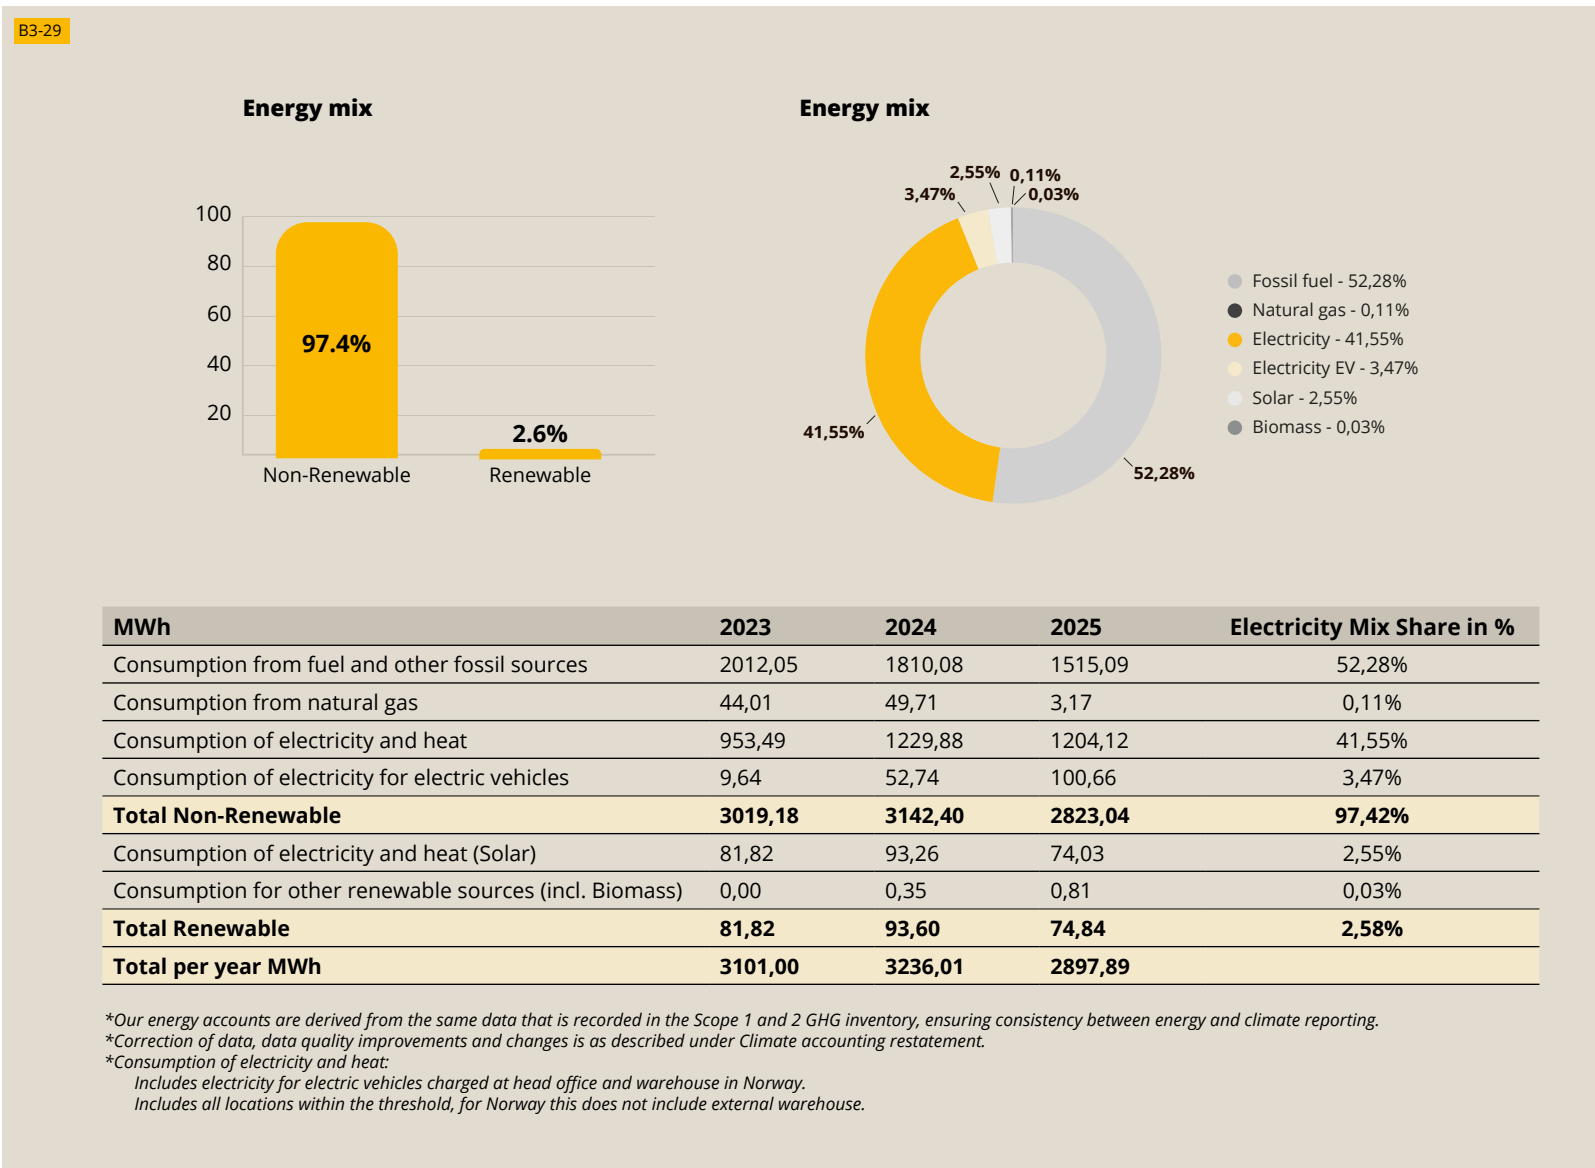 B3-29
Energy mix
100
80
60
40
20
97.4%
2.6%
Non-Renewable Renewable
Energy mix
2,55% 0,11%
3,47% 0,03%
41,55%
52,28%
Fossil fuel - 52,28%
Natural gas - 0,11%
Electricity - 41,55%
Electricity EV - 3,47%
Solar - 2,55%
Biomass - 0,03%
MWh 2023 2024 2025 Electricity Mix Share in %
Consumption from fuel and other fossil sources 2012,05 1810,08 1515,09 52,28%
Consumption from natural gas 44,01 49,71 3,17 0,11%
Consumption of electricity and heat 953,49 1229,88 1204,12 41,55%
Consumption of electricity for electric vehicles 9,64 52,74 100,66 3,47%
Total Non-Renewable 3019,18 3142,40 2823,04 97,42%
Consumption of electricity and heat (Solar) 81,82 93,26 74,03 2,55%
Consumption for other renewable sources (incl. Biomass) 0,00 0,35 0,81 0,03%
Total Renewable 81,82 93,60 74,84 2,58%
Total per year MWh 3101,00 3236,01 2897,89
*Our energy accounts are derived from the same data that is recorded in the Scope 1 and 2 GHG inventory, ensuring consistency between energy and climate reporting.
*Correction of data, data quality improvements and changes is as described under Climate accounting restatement.
*Consumption of electricity and heat:
Includes electricity for electric vehicles charged at head office and warehouse in Norway.
Includes all locations within the threshold, for Norway this does not include external warehouse.